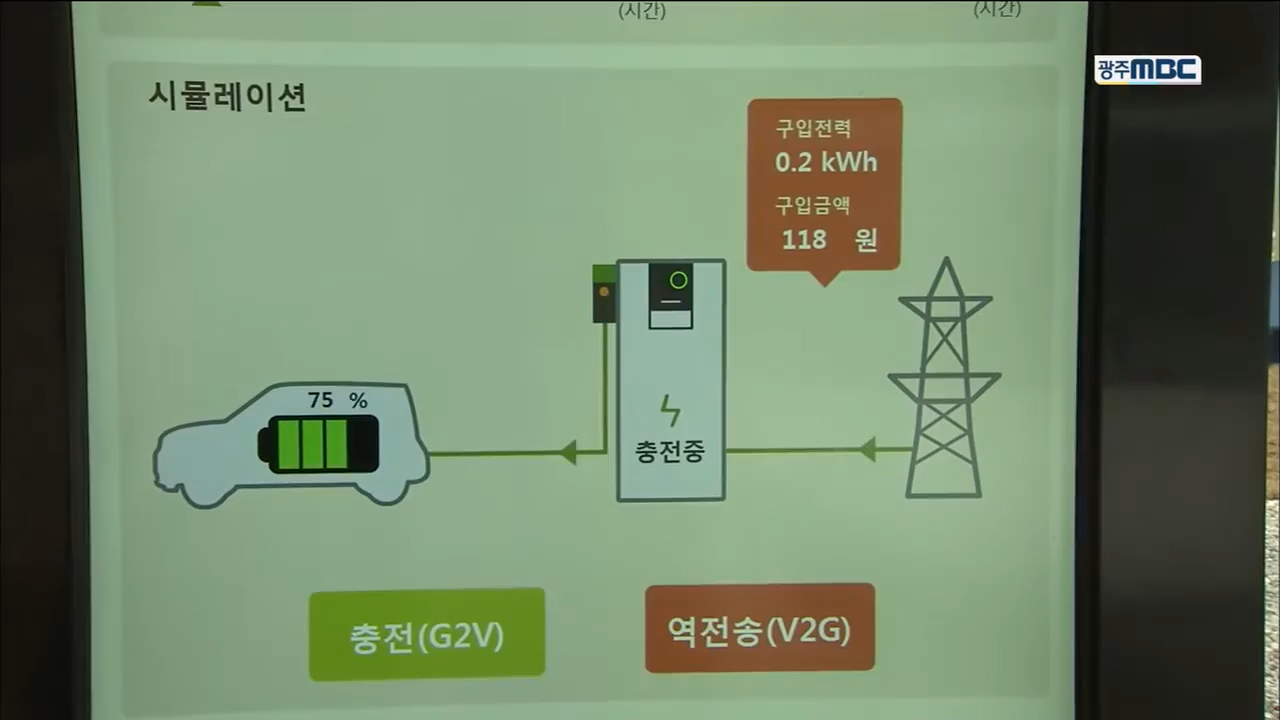 (시간)
(시간)
시뮬레이션
광주MBC
구입전력
0.2 kWh
구입금액
118 원
75 %
충전중
충전(G2V)
역전송(V2G)